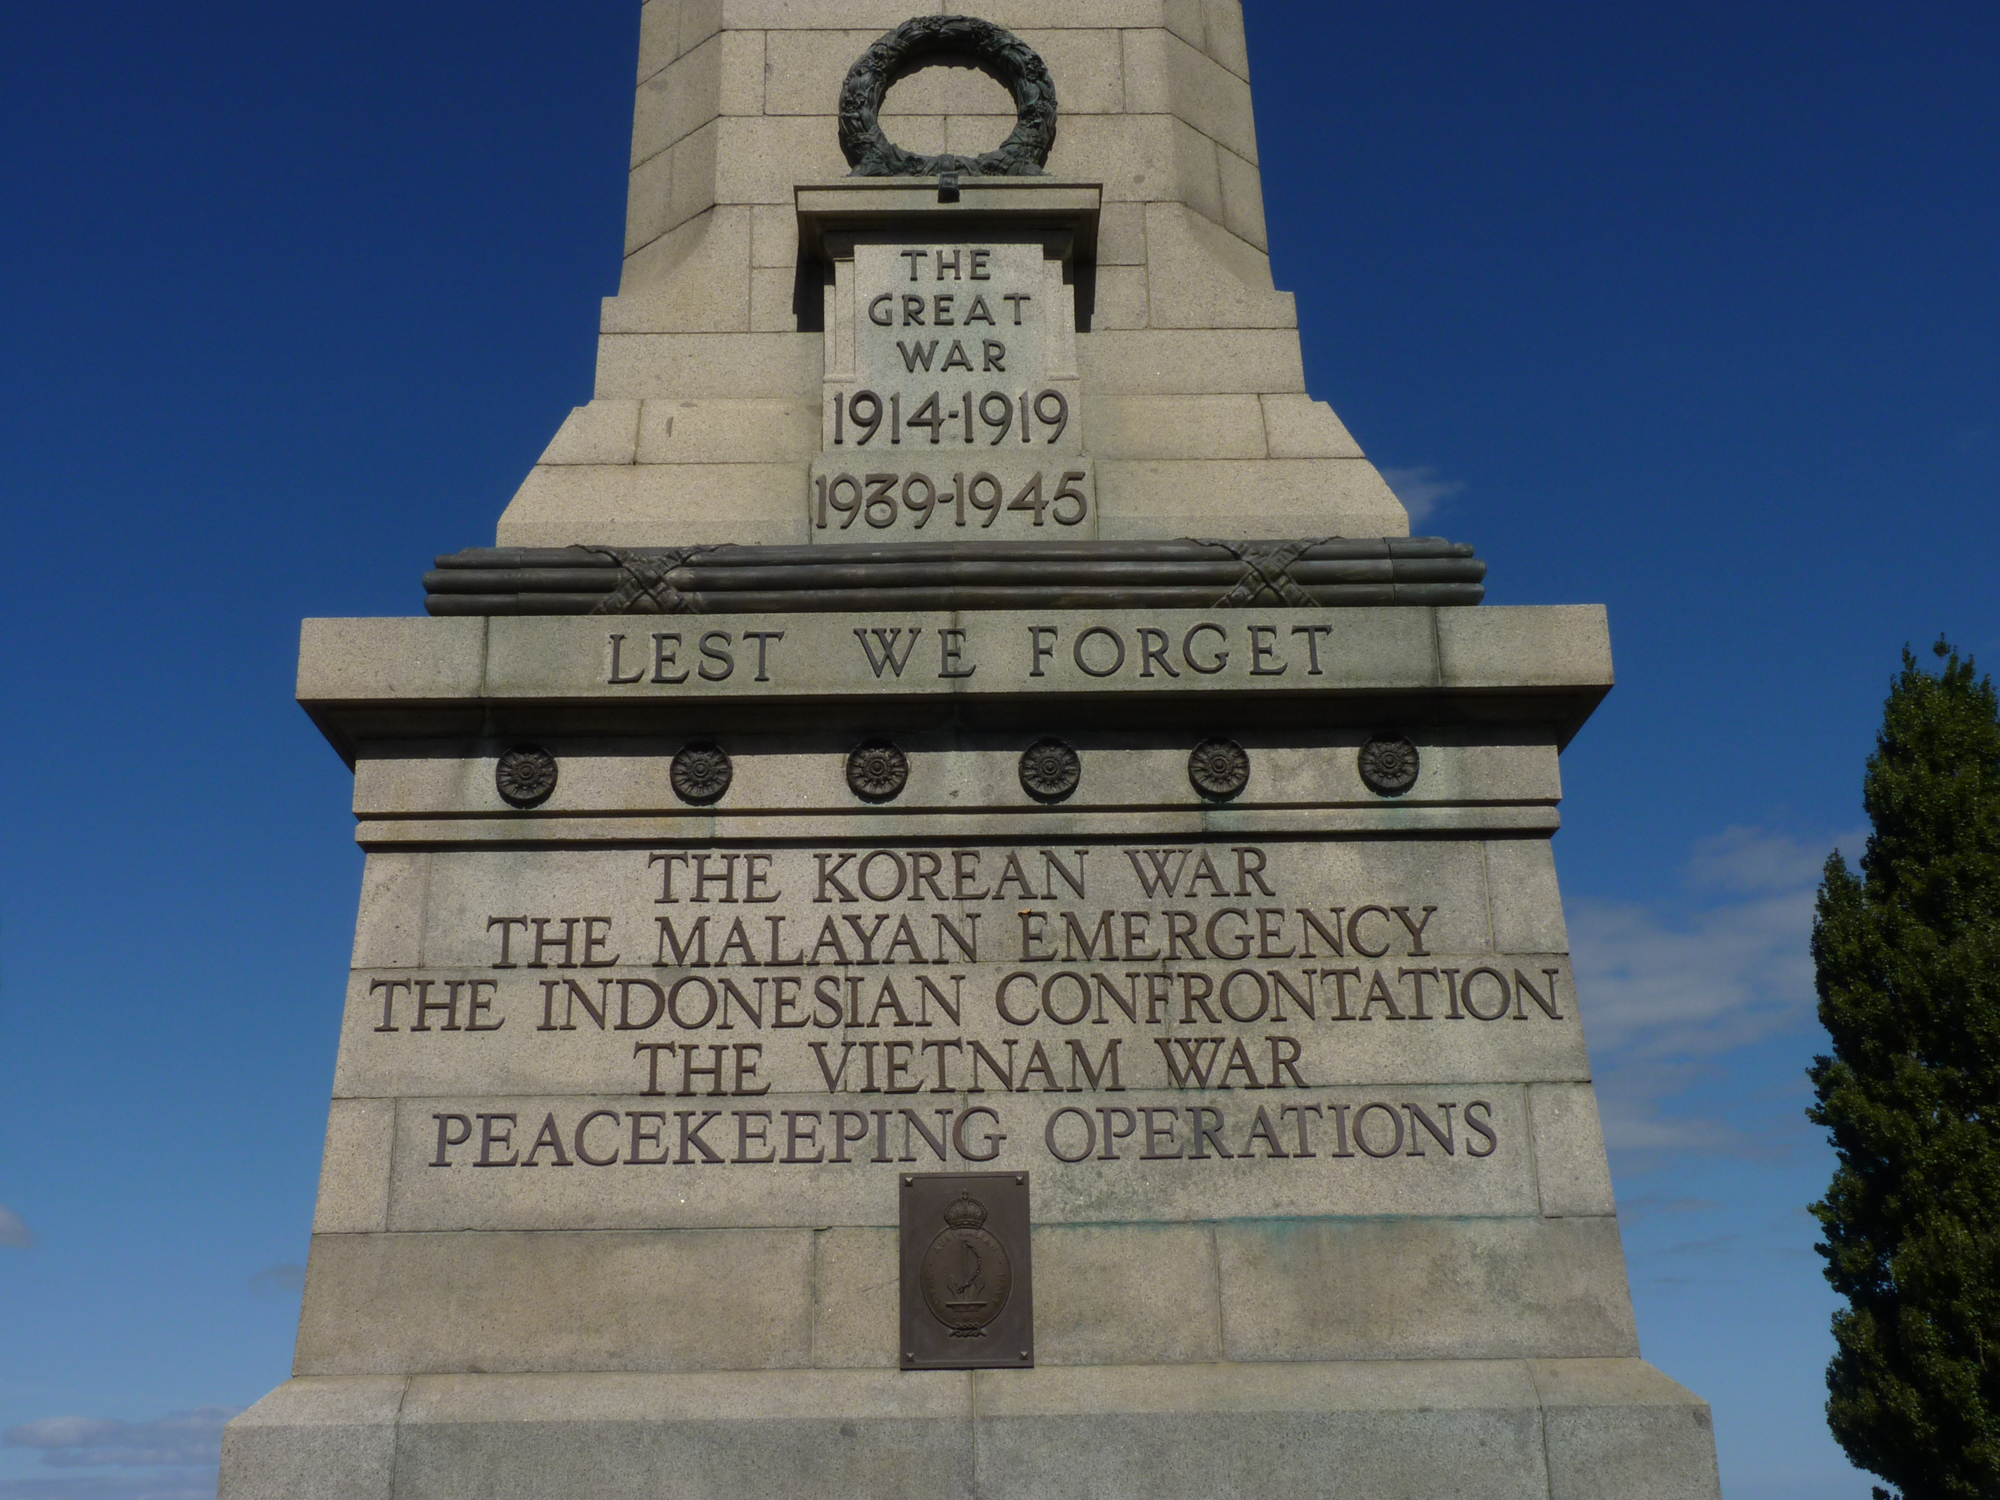 THE
GREAT
WAR
1914-1919
1939-1945
LEST WE FORGET
THE KOREAN WAR
THE MALAYAN EMERGENCY
THE INDONESIAN CONFRONTATION
THE VIETNAM WAR
PEACEKEEPING OPERATIONS